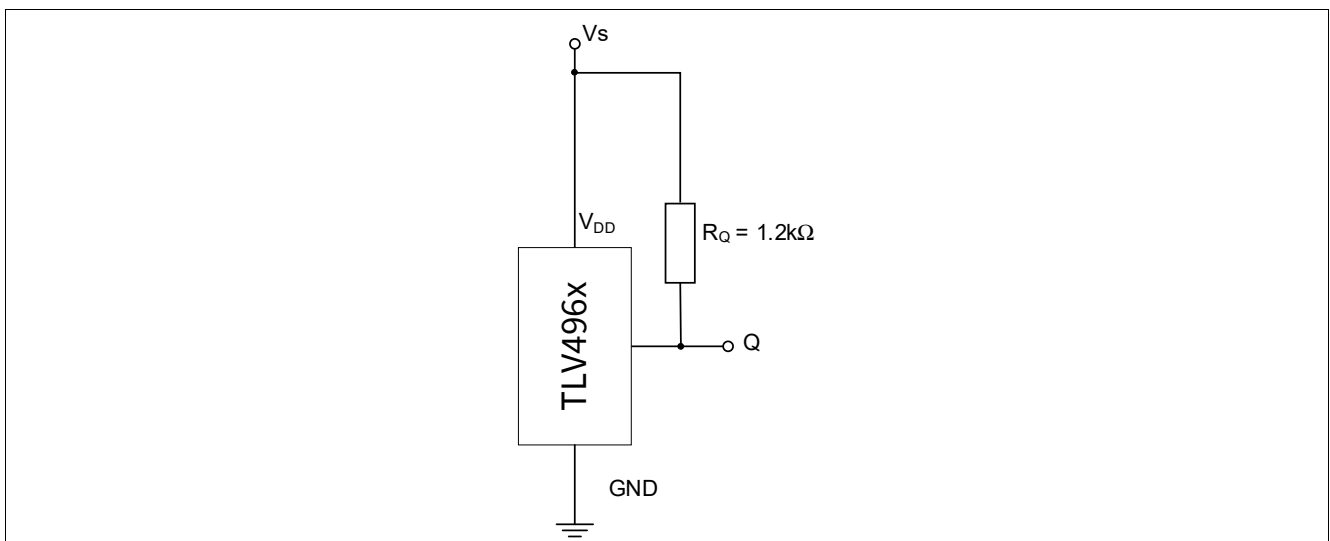 Vs
VDD
RQ = 1.2kΩ
TLV496x
Q
GND